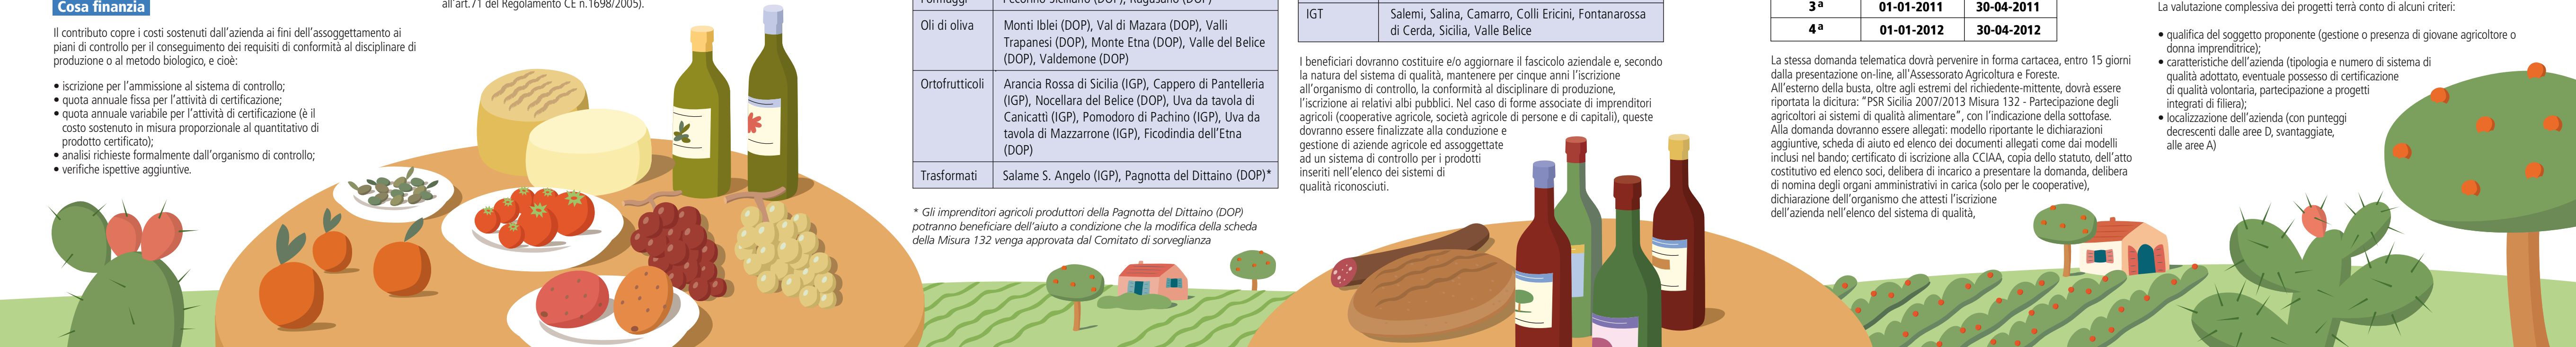 Cosa finanzia
Il contributo copre i costi sostenuti dall'azienda ai fini dell'assoggettamento ai
piani di controllo per il conseguimento dei requisiti di conformità al disciplinare di
produzione o al metodo biologico, e cioè:
• iscrizione per l'ammissione al sistema di controllo;
• quota annuale fissa per l'attività di certificazione;
• quota annuale variabile per l'attività di certificazione (è il
costo sostenuto in misura proporzionale al quantitativo di
prodotto certificato);
• analisi richieste formalmente dall'organismo di controllo;
• verifiche ispettive aggiuntive.
all'art.71 del Regolamento CE n.1698/2005).
Formaggi Pecorino Siciliano (DOP), Ragusano (DOP)
Oli di oliva Monti Iblei (DOP), Val di Mazara (DOP), Valli
Trapanesi (DOP), Monte Etna (DOP), Valle del Belice
(DOP), Valdemone (DOP)
Ortofrutticoli Arancia Rossa di Sicilia (IGP), Cappero di Pantelleria
(IGP), Nocellara del Belice (DOP), Uva da tavola di
Canicattì (IGP), Pomodoro di Pachino (IGP), Uva da
tavola di Mazzarrone (IGP), Ficodindia dell'Etna
(DOP)
Trasformati Salame S. Angelo (IGP), Pagnotta del Dittaino (DOP)*
* Gli imprenditori agricoli produttori della Pagnotta del Dittaino (DOP)
potranno beneficiare dell'aiuto a condizione che la modifica della scheda
della Misura 132 venga approvata dal Comitato di sorveglianza
IGT Salemi, Salina, Camarro, Colli Ericini, Fontanarossa
di Cerda, Sicilia, Valle Belice
I beneficiari dovranno costituire e/o aggiornare il fascicolo aziendale e, secondo
la natura del sistema di qualità, mantenere per cinque anni l'iscrizione
all'organismo di controllo, la conformità al disciplinare di produzione,
l'iscrizione ai relativi albi pubblici. Nel caso di forme associate di imprenditori
agricoli (cooperative agricole, società agricole di persone e di capitali), queste
dovranno essere finalizzate alla conduzione e
gestione di aziende agricole ed assoggettate
ad un sistema di controllo per i prodotti
inseriti nell'elenco dei sistemi di
qualità riconosciuti.
3ª 01-01-2011 30-04-2011
4ª 01-01-2012 30-04-2012
La stessa domanda telematica dovrà pervenire in forma cartacea, entro 15 giorni
dalla presentazione on-line, all'Assessorato Agricoltura e Foreste.
All'esterno della busta, oltre agli estremi del richiedente-mittente, dovrà essere
riportata la dicitura: "PSR Sicilia 2007/2013 Misura 132 - Partecipazione degli
agricoltori ai sistemi di qualità alimentare", con l'indicazione della sottofase.
Alla domanda dovranno essere allegati: modello riportante le dichiarazioni
aggiuntive, scheda di aiuto ed elenco dei documenti allegati come dai modelli
inclusi nel bando; certificato di iscrizione alla CCIAA, copia dello statuto, dell'atto
costitutivo ed elenco soci, delibera di incarico a presentare la domanda, delibera
di nomina degli organi amministrativi in carica (solo per le cooperative),
dichiarazione dell'organismo che attesti l'iscrizione
dell'azienda nell'elenco del sistema di qualità,
La valutazione complessiva dei progetti terrà conto di alcuni criteri:
• qualifica del soggetto proponente (gestione o presenza di giovane agricoltore o
donna imprenditrice);
• caratteristiche dell'azienda (tipologia e numero di sistema di
qualità adottato, eventuale possesso di certificazione
di qualità volontaria, partecipazione a progetti
integrati di filiera);
• localizzazione dell'azienda (con punteggi
decrescenti dalle aree D, svantaggiate,
alle aree A)